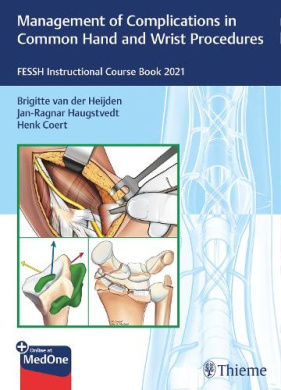 Management of Complications in
Common Hand and Wrist Procedures
FESSH Instructional Course Book 2021
Brigitte van der Heijden
Jan-Ragnar Haugstvedt
Henk Coert
+ Online at
MedOne
Thieme